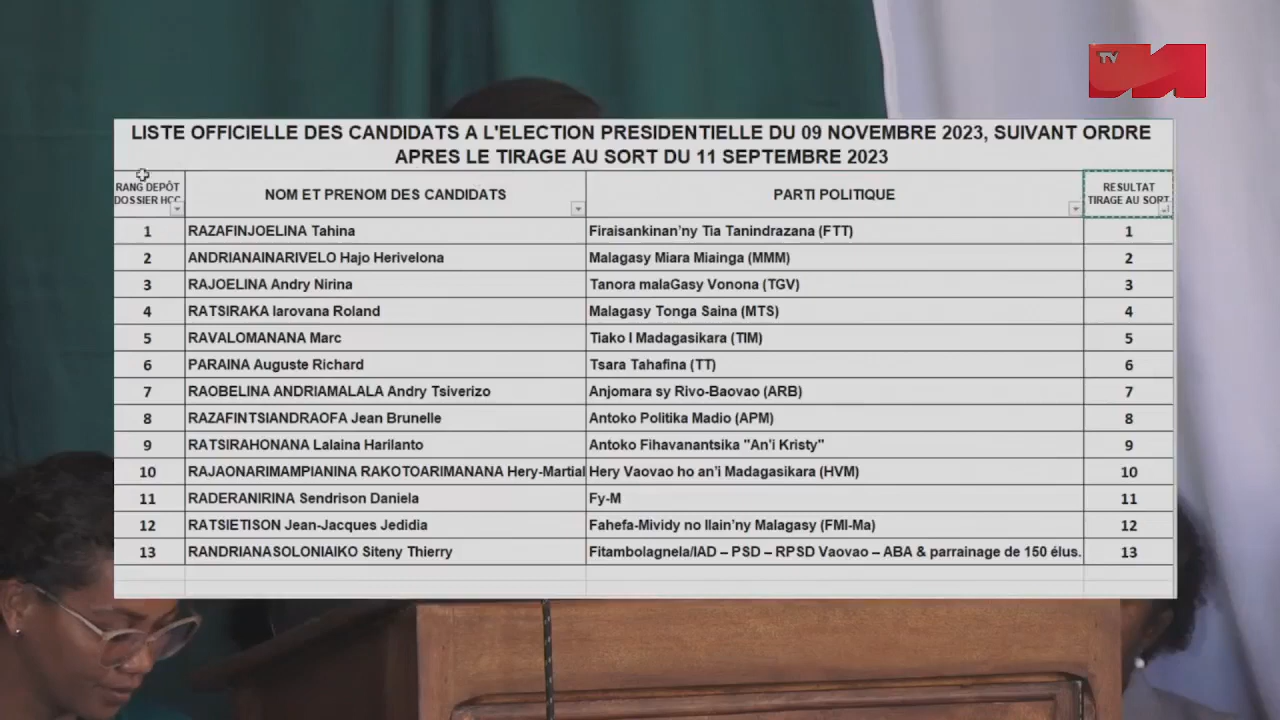 TV
LISTE OFFICIELLE DES CANDIDATS A L'ELECTION PRESIDENTIELLE DU 09 NOVEMBRE 2023, SUIVANT ORDRE
APRES LE TIRAGE AU SORT DU 11 SEPTEMBRE 2023
RANG DEPÔT
DOSSIER HCC
NOM ET PRENOM DES CANDIDATS
PARTI POLITIQUE
RESULTAT
TIRAGE AU SORT
1 RAZAFINJOELINA Tahina Firaisankinan'ny Tia Tanindrazana (FTT) 1
2 ANDRIANAINARIVELO Hajo Herivelona Malagasy Miara Miainga (MMM) 2
3 RAJOELINA Andry Nirina Tanora malaGasy Vonona (TGV) 3
4 RATSIRAKA Iarovana Roland Malagasy Tonga Saina (MTS) 4
5 RAVALOMANANA Marc Tiako I Madagasikara (TIM) 5
6 PARAINA Auguste Richard Tsara Tahafina (TT) 6
7 RAOBELINA ANDRIAMALALA Andry Tsiverizo Anjomara sy Rivo-Baovao (ARB) 7
8 RAZAFINTSIANDRAOFA Jean Brunelle Antoko Politika Madio (APM) 8
9 RATSIRAHONANA Lalaina Harilanto Antoko Fihavanantsika "An'i Kristy" 9
10 RAJAONARIMAMPIANINA RAKOTOARIMANANA Hery-Martial Hery Vaovao ho an'i Madagasikara (HVM) 10
11 RADERANIRINA Sendrison Daniela Fy-M 11
12 RATSIETISON Jean-Jacques Jedidia Fahefa-Mividy no Ilain'ny Malagasy (FMI-Ma) 12
13 RANDRIANASOLONIAIKO Siteny Thierry Fitambolagnela/IAD – PSD – RPSD Vaovao – ABA & parrainage de 150 élus. 13